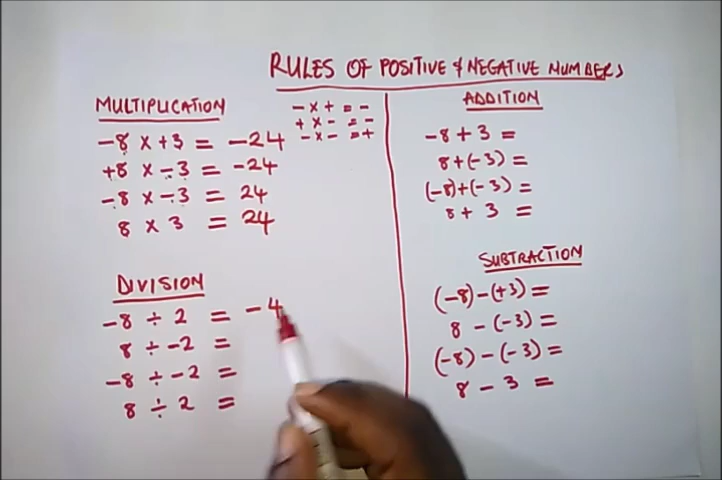 RULES OF POSITIVE & NEGATIVE NUMBERS
MULTIPLICATION
-8 x +3 = -24
+8 x -3 = -24
-8 x -3 = 24
8 x 3 = 24
- x + = -
+ x - = -
- x - = +
DIVISION
-8 ÷ 2 = -4
8 ÷ -2 =
-8 ÷ -2 =
8 ÷ 2 =
ADDITION
-8 + 3 =
8 + (-3) =
(-8) + (-3) =
8 + 3 =
SUBTRACTION
(-8) - (+3) =
8 - (-3) =
(-8) - (-3) =
8 - 3 =